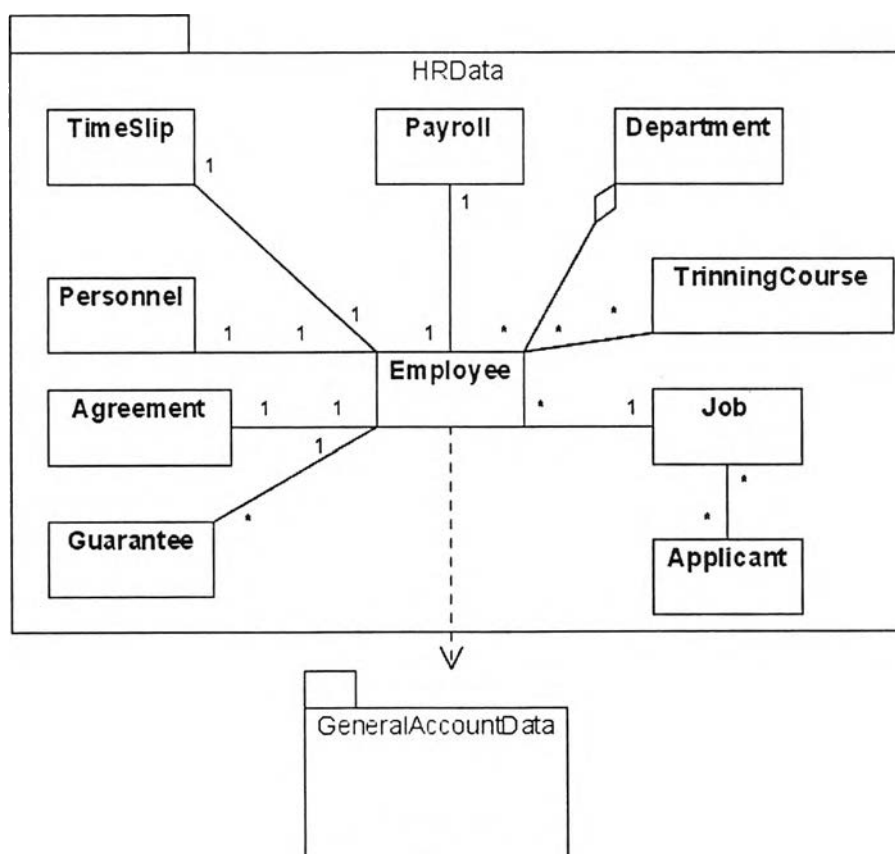 HRData
TimeSlip
Payroll
Department
1
1
Personnel
TrinningCourse
1
1
1
1
*
*
*
Employee
Agreement
1
1
*
1
Job
1
*
Guarantee
*
*
Applicant
GeneralAccountData